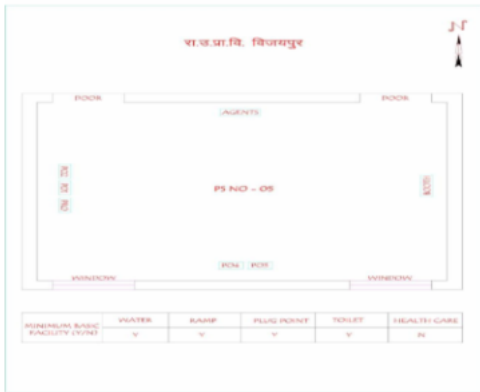 रा.उ.प्रा.वि. विजयपुर
N
DOOR
DOOR
AGENTS
PS NO - 05
BOOTH
WINDOW
WINDOW
MINIMUM BASIC FACILITY (Y/N)
WATER RAMP PLUG POINT TOILET HEALTH CARE
Y Y Y Y N